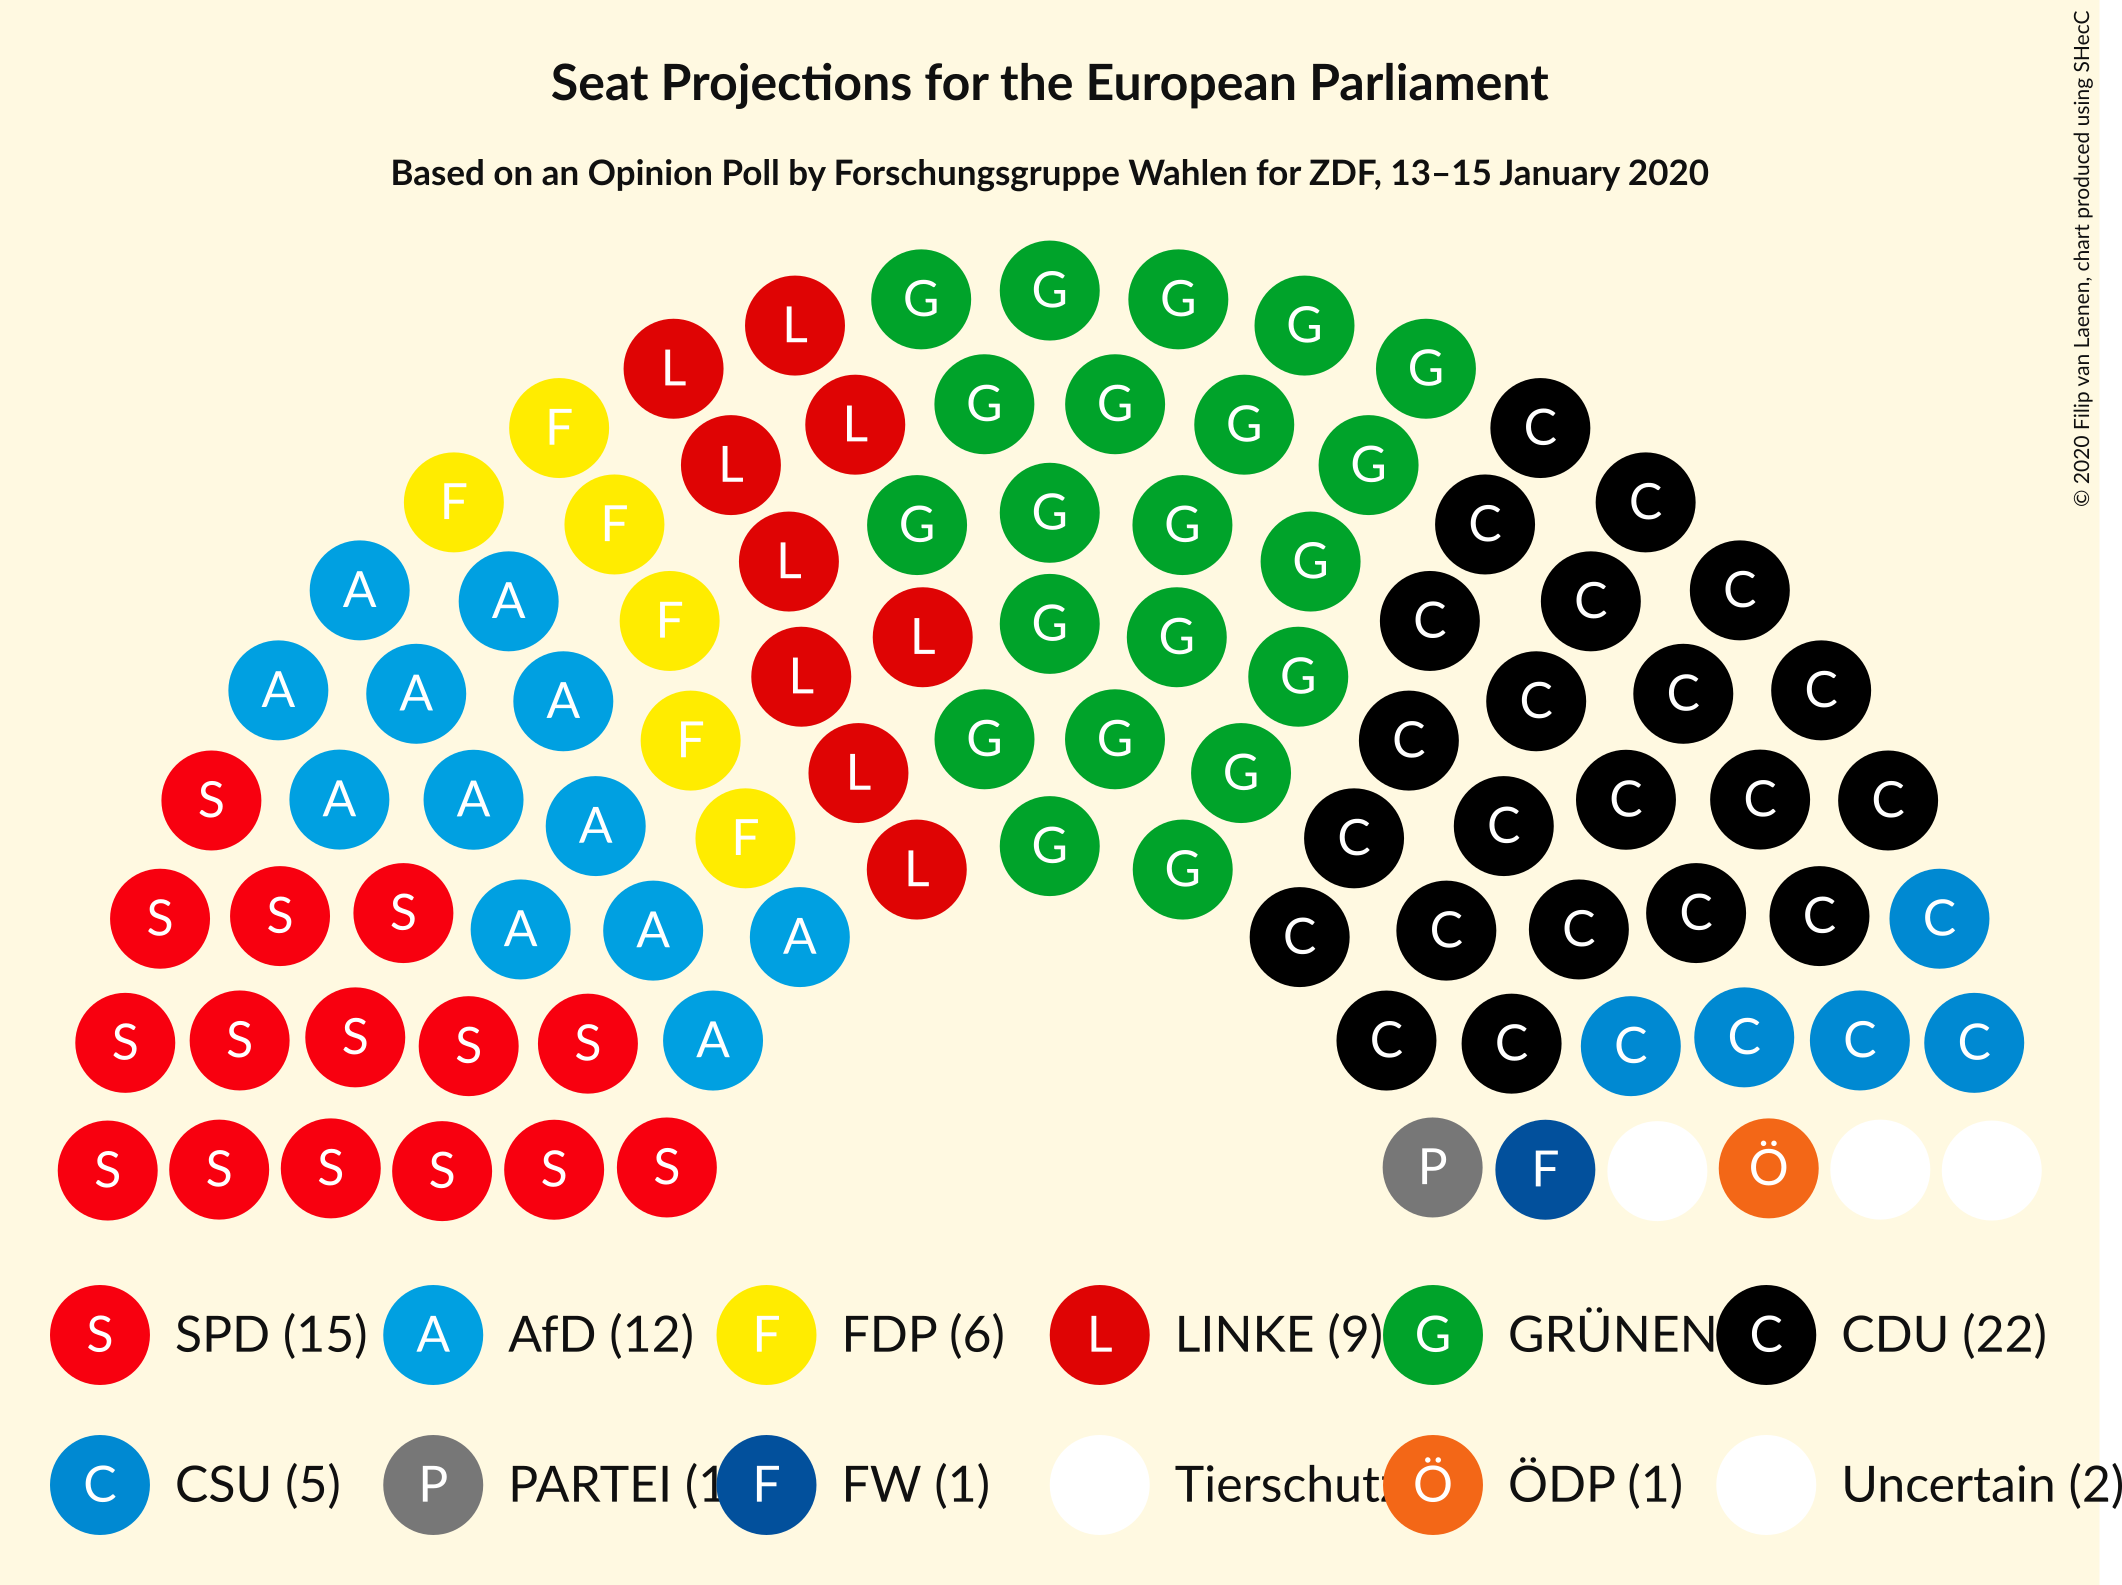 Seat Projections for the European Parliament
Based on an Opinion Poll by Forschungsgruppe Wahlen for ZDF, 13–15 January 2020
© 2020 Filip van Laenen, chart produced using SHecC
G G G G G
L L
L F
G G G G
L L
F F
C C
G G G G
L
C C C
A A F
G G G
L L
C C C
A A A F
G G G
L L
C C C C
S A A A F
G G
L
C C C C C C
S S S A A A
C C C C C C
S S S S S A
C C C C C C
S S S S S S
P F Ö
S SPD (15) A AfD (12) F FDP (6) L LINKE (9) G GRÜNEN C CDU (22)
C CSU (5) P PARTEI (1 F FW (1) Tierschutz Ö ÖDP (1) Uncertain (2)